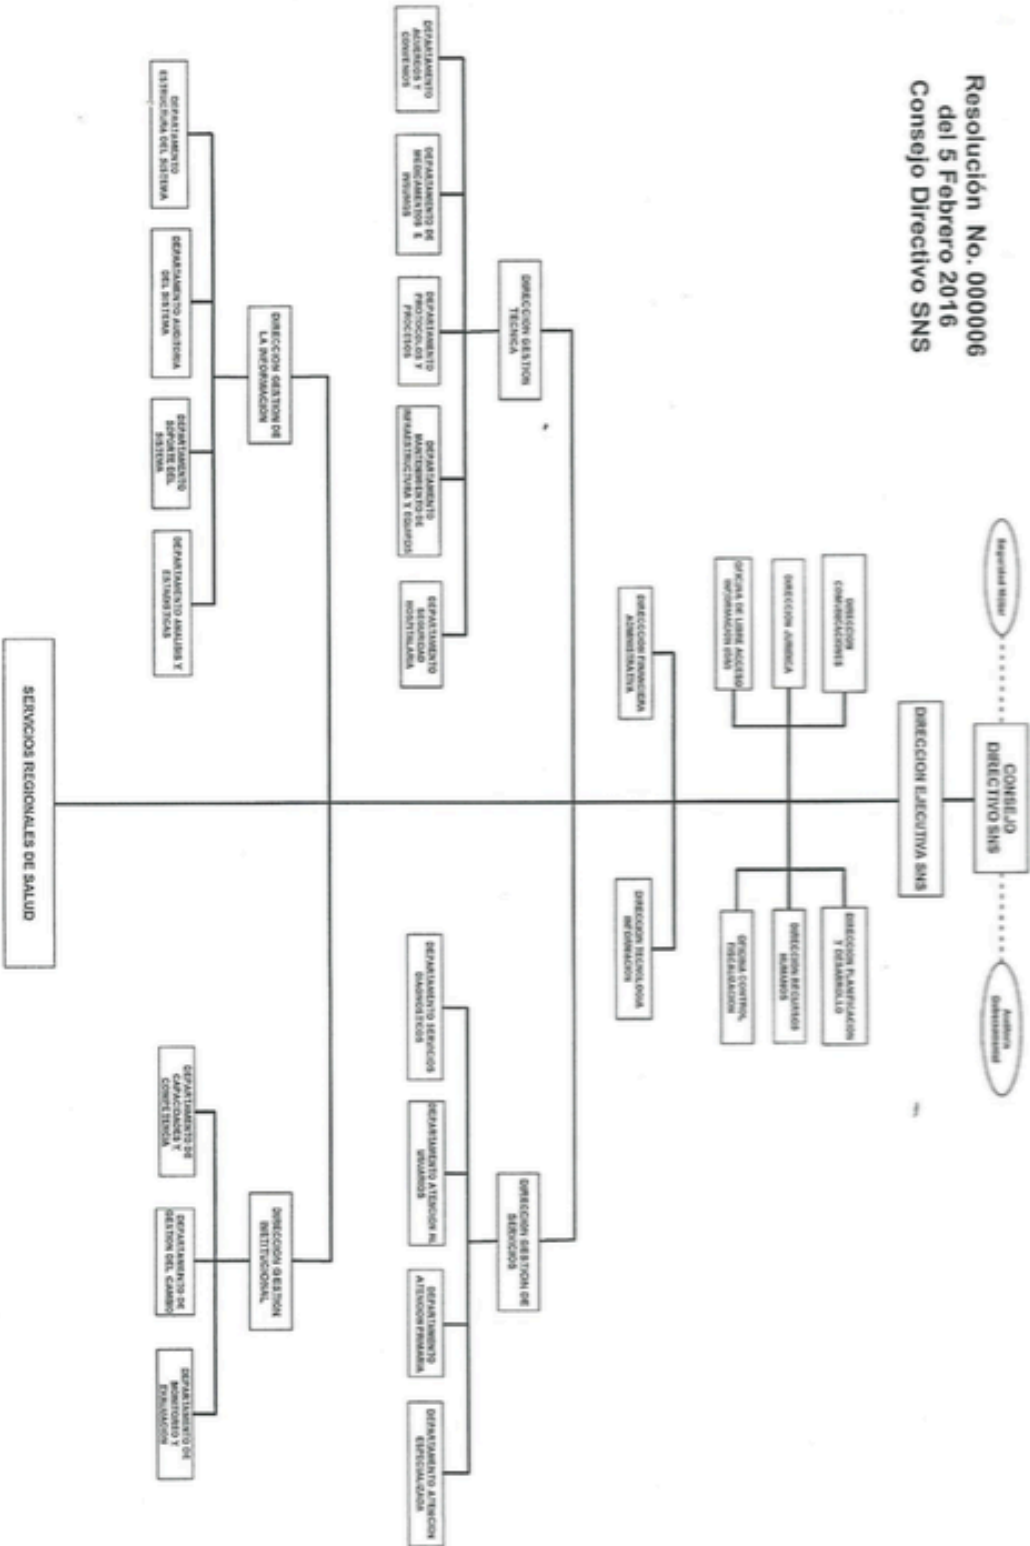 Resolución No. 000006
del 5 Febrero 2016
Consejo Directivo SNS
Seguridad Militar
CONSEJO
DIRECTIVO SNS
Auditoria
Gubernamental
DIRECCION EJECUTIVA SNS
DIRECCION
COMUNICACIONES
DIRECCION JURIDICA
OFICINA DE LIBRE ACCESO
INFORMACION
DIRECCIÓN PLANIFICACIÓN
Y DESARROLLO
DIRECCIÓN RECURSOS
HUMANOS
OFICINA CONTROL
FISCALIZACION
DIRECCCIÓN FINANCIERA
ADMINISTRATIVA
DIRECCION TECNOLOGIA
INFORMACION
DIRECCION GESTION
TECNICA
DEPARTAMENTO
ACUERDOS Y
CONVENIOS
DEPARTAMENTO DE
MEDICAMENTOS E
INSUMOS
DEPARTAMENTO
PROTOCOLOS Y
PROCESOS
DEPARTAMENTO
MANTENIMIENTO DE
INFRAESTRUCTURA Y EQUIPOS
DEPARTAMENTO
SEGURIDAD
HOSPITALARIA
DIRECCION GESTION DE
SERVICIOS
DEPARTAMENTO SERVICIOS
DIAGNOSTICOS
DEPARTAMENTO ATENCION AL
USUARIOS
DEPARTAMENTO
ATENCION PRIMARIA
DEPARTAMENTO ATENCION
ESPECIALIZADA
DIRECCION GESTION DE
LA INFORMACION
DEPARTAMENTO
ESTRUCTURA DEL SISTEMA
DEPARTAMENTO AUDITORIA
DEL SISTEMA
DEPARTAMENTO
SOPORTE DEL
SISTEMA
DEPARTAMENTO ANALISIS Y
ESTADISTICAS
DIRECCION GESTION
INSTITUCIONAL
DEPARTAMENTO DE
CAPACIDADES Y
COMPETENCIA
DEPARTAMENTO DE
GESTION DEL CAMBIO
DEPARTAMENTO DE
MONITOREO Y
EVALUACION
SERVICIOS REGIONALES DE SALUD